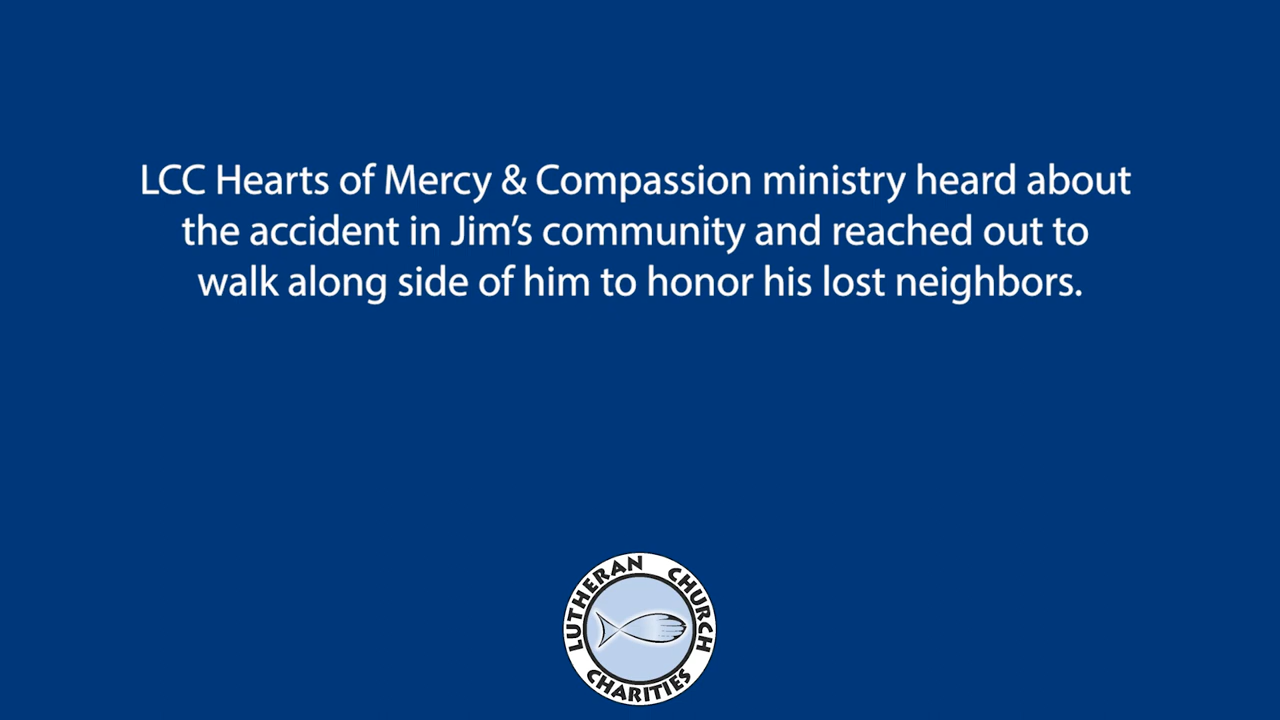 LCC Hearts of Mercy & Compassion ministry heard about
the accident in Jim’s community and reached out to
walk along side of him to honor his lost neighbors.
LUTHERAN CHURCH
CHARITIES